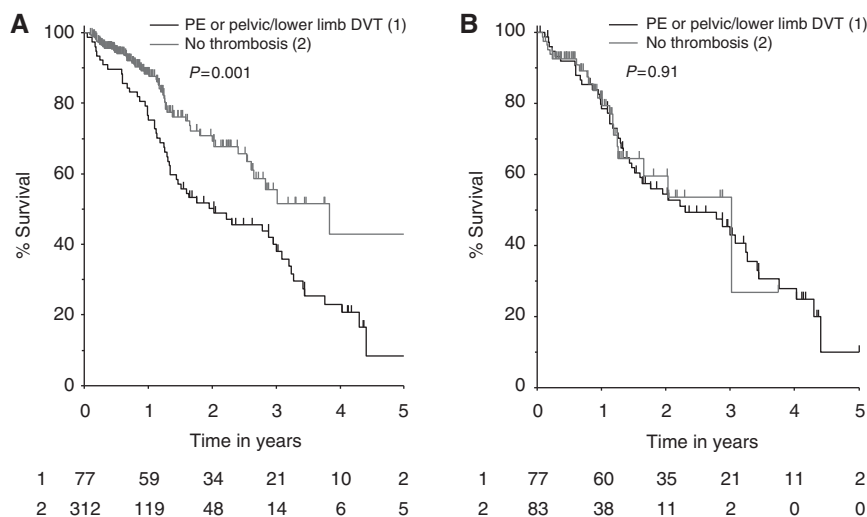 A
PE or pelvic/lower limb DVT (1)
No thrombosis (2)
P=0.001
% Survival
100
80
60
40
20
0
0 1 2 3 4 5
Time in years
1 77 59 34 21 10 2
2 312 119 48 14 6 5
B
PE or pelvic/lower limb DVT (1)
No thrombosis (2)
P=0.91
% Survival
100
80
60
40
20
0
0 1 2 3 4 5
Time in years
1 77 60 35 21 11 2
2 83 38 11 2 0 0